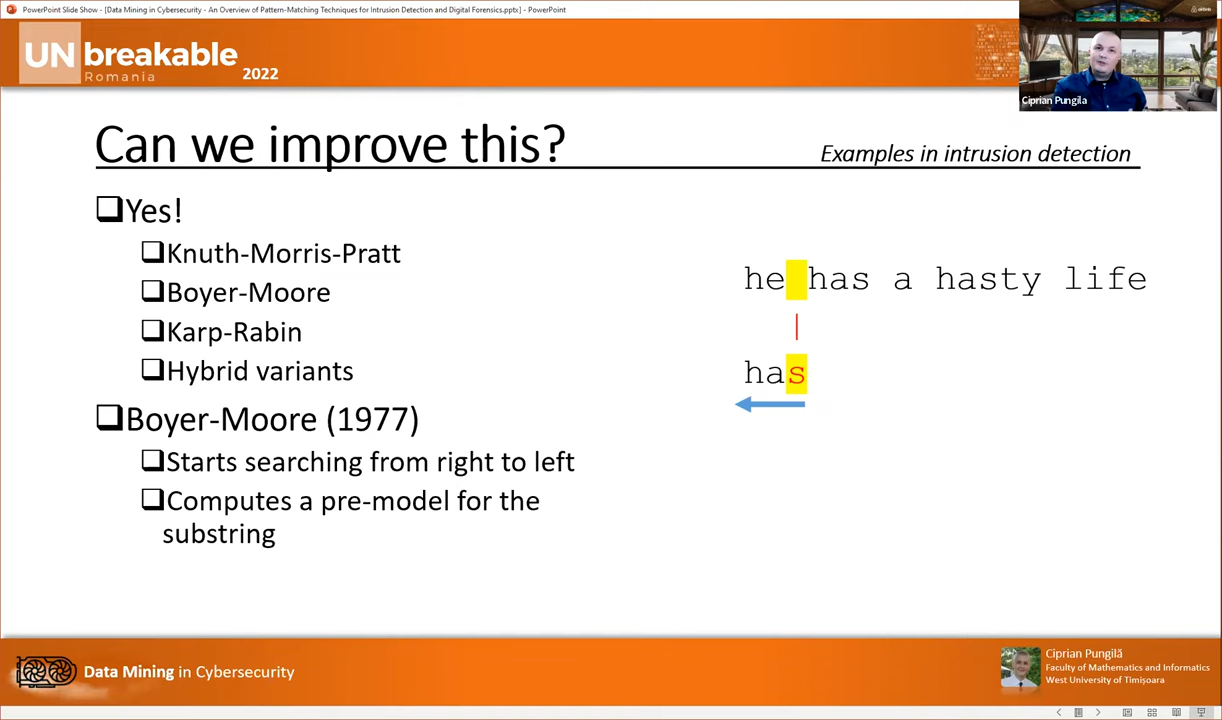 PowerPoint Slide Show - [Data Mining in Cybersecurity - An Overview of Pattern-Matching Techniques for Intrusion Detection and Digital Forensics.pptx] - PowerPoint
UNbreakable
Romania 2022
Ciprian Pungila
Can we improve this?
Examples in intrusion detection
Yes!
Knuth-Morris-Pratt
Boyer-Moore
Karp-Rabin
Hybrid variants
Boyer-Moore (1977)
Starts searching from right to left
Computes a pre-model for the
substring
he has a hasty life
has
Data Mining in Cybersecurity
Ciprian Pungilă
Faculty of Mathematics and Informatics
West University of Timișoara